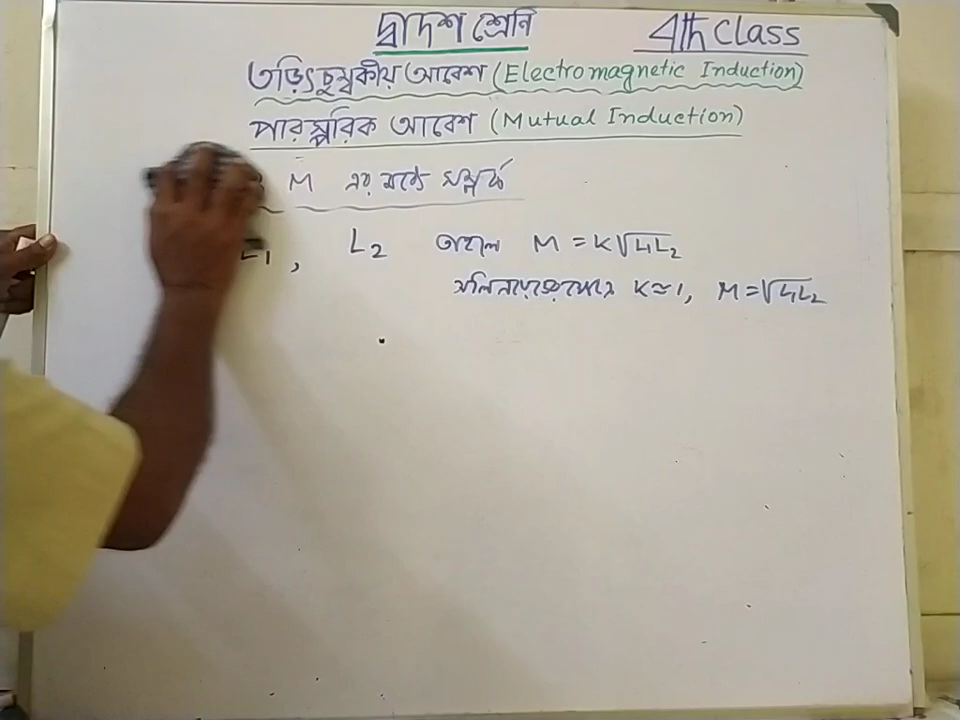 দ্বাদশ শ্রেণি 4th Class
তড়িৎচুম্বকীয় আবেশ (Electromagnetic Induction)
পারস্পরিক আবেশ (Mutual Induction)
M এর মধ্যে সম্পর্ক
L₁, L₂ তাহলে M = K√L₁L₂
K≈1, M=√L₁L₂